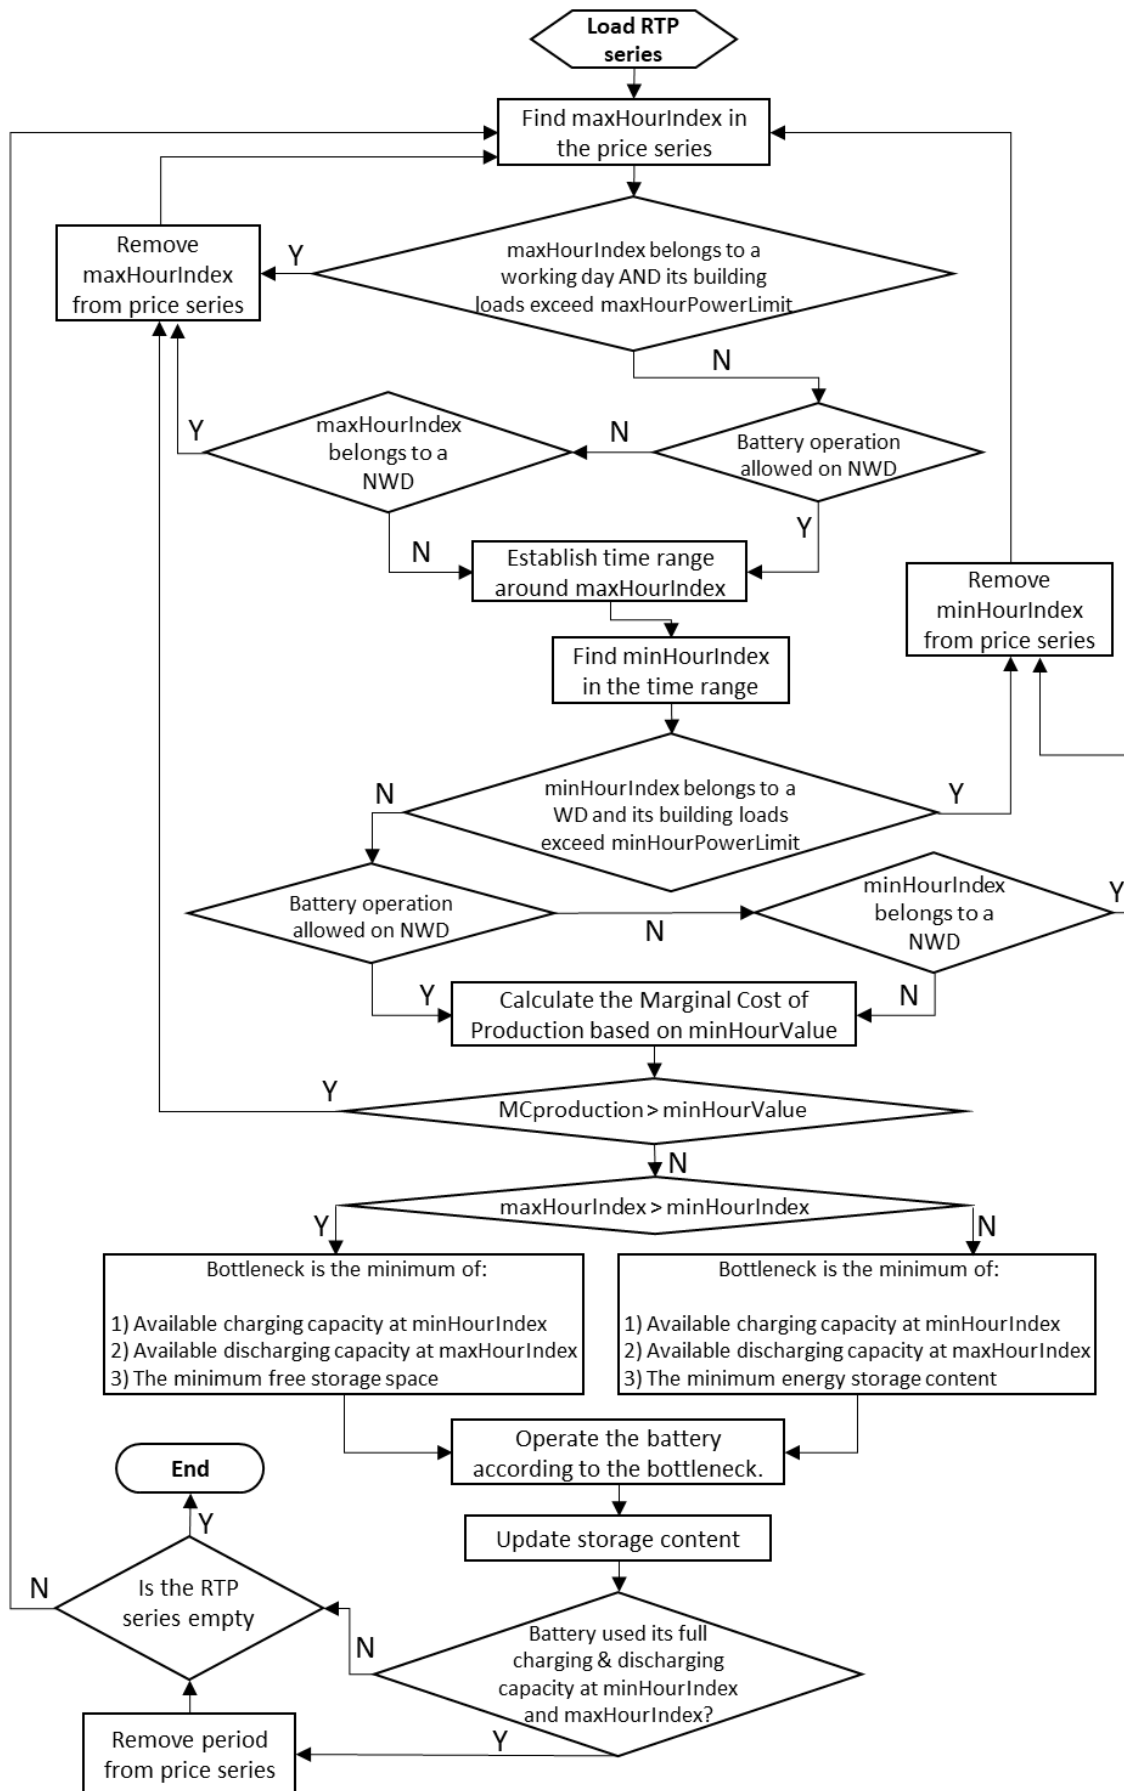 Load RTP
series
Find maxHourIndex in
the price series
Remove
maxHourIndex
from price series
Y
maxHourIndex belongs to a
working day AND its building
loads exceed maxHourPowerLimit
N
maxHourIndex
belongs to a
NWD
Y
N
Battery operation
allowed on NWD
N
Y
Establish time range
around maxHourIndex
Remove
minHourIndex
from price series
Find minHourIndex
in the time range
N
minHourIndex belongs to a
WD and its building loads
exceed minHourPowerLimit
Y
Battery operation
allowed on NWD
N
minHourIndex
belongs to a
NWD
Y
Y
N
Calculate the Marginal Cost of
Production based on minHourValue
Y
MCproduction > minHourValue
N
maxHourIndex > minHourIndex
Y
N
Bottleneck is the minimum of:
1) Available charging capacity at minHourIndex
2) Available discharging capacity at maxHourIndex
3) The minimum free storage space
Bottleneck is the minimum of:
1) Available charging capacity at minHourIndex
2) Available discharging capacity at maxHourIndex
3) The minimum energy storage content
Operate the battery
according to the bottleneck.
End
Update storage content
Y
N
Is the RTP
series empty
N
Battery used its full
charging & discharging
capacity at minHourIndex
and maxHourIndex?
Y
Remove period
from price series